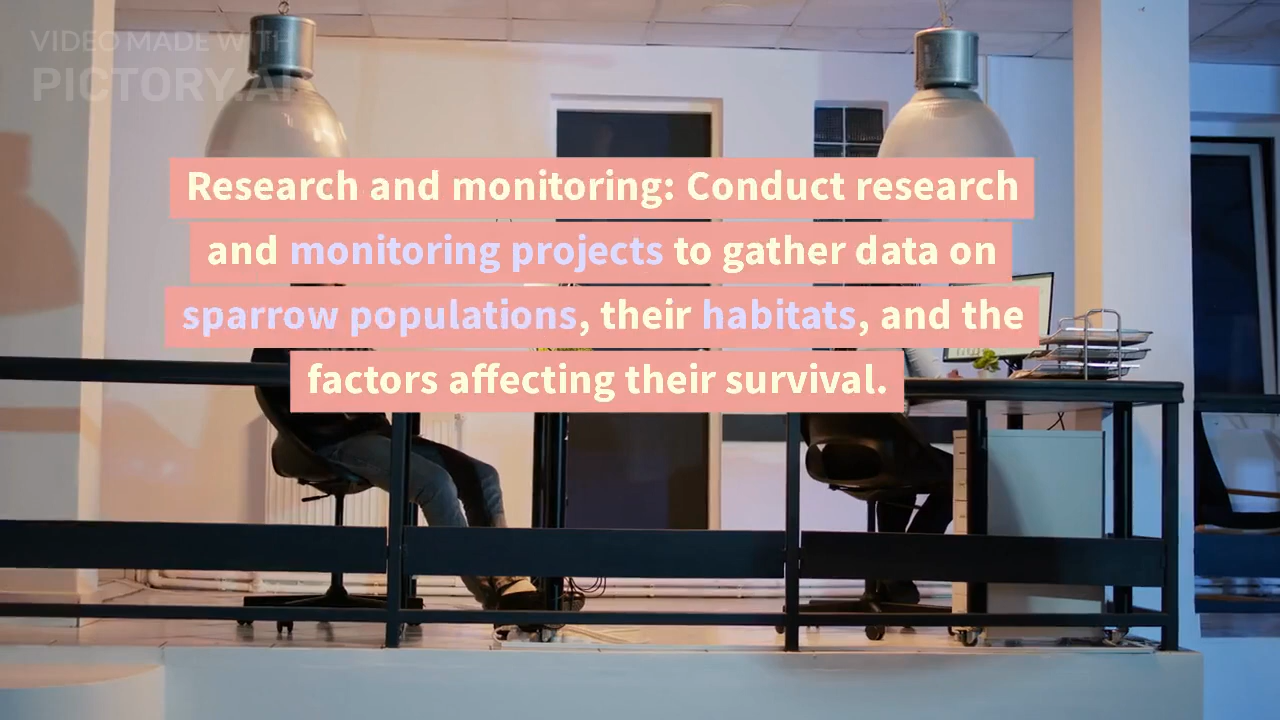 VIDEO MADE WITH
PICTORY.AI
Research and monitoring: Conduct research
and monitoring projects to gather data on
sparrow populations, their habitats, and the
factors affecting their survival.